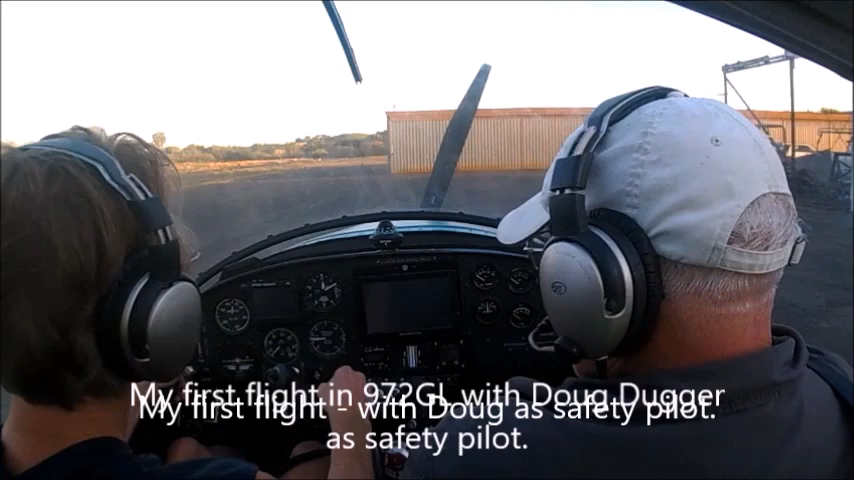 My first flight in 972GL with Doug Dugger
My first flight - with Doug as safety pilot.
as safety pilot.